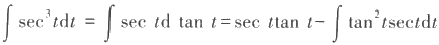 ∫ sec³tdt = ∫ sec td tan t=sec ttan t− ∫ tan²tsectdt